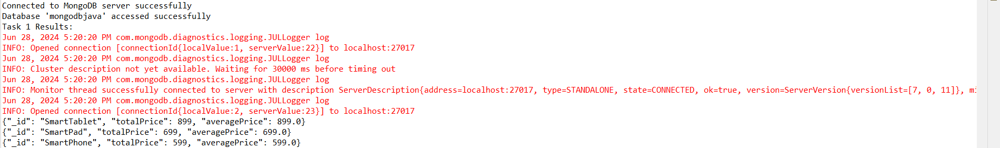 Connected to MongoDB server successfully
Database 'mongodbjava' accessed successfully
Task 1 Results:
Jun 28, 2024 5:20:20 PM com.mongodb.diagnostics.logging.JULLogger log
INFO: Opened connection [connectionId{localValue:1, serverValue:22}] to localhost:27017
Jun 28, 2024 5:20:20 PM com.mongodb.diagnostics.logging.JULLogger log
INFO: Cluster description not yet available. Waiting for 30000 ms before timing out
Jun 28, 2024 5:20:20 PM com.mongodb.diagnostics.logging.JULLogger log
INFO: Monitor thread successfully connected to server with description ServerDescription{address=localhost:27017, type=STANDALONE, state=CONNECTED, ok=true, version=ServerVersion{versionList=[7, 0, 11]},
Jun 28, 2024 5:20:20 PM com.mongodb.diagnostics.logging.JULLogger log
INFO: Opened connection [connectionId{localValue:2, serverValue:23}] to localhost:27017
{"_id": "SmartTablet", "totalPrice": 899, "averagePrice": 899.0}
{"_id": "SmartPad", "totalPrice": 699, "averagePrice": 699.0}
{"_id": "SmartPhone", "totalPrice": 599, "averagePrice": 599.0}